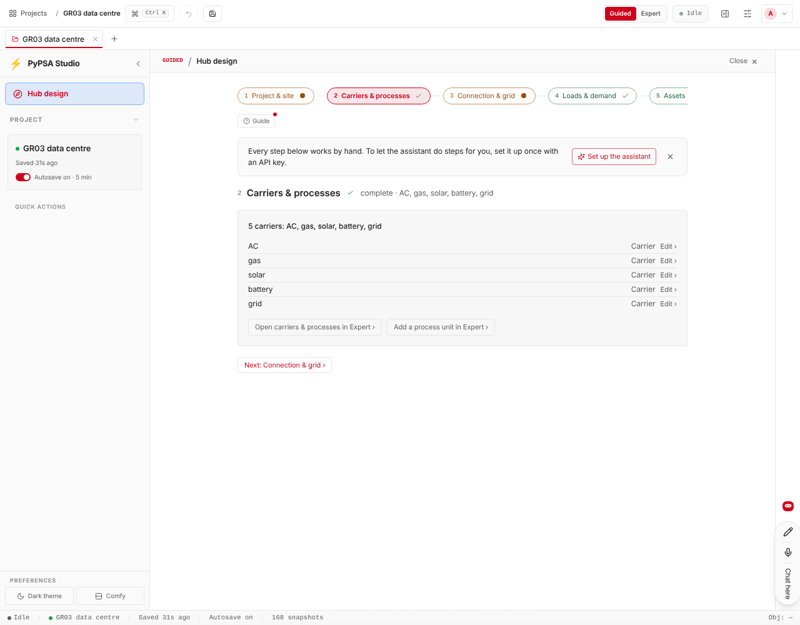 Projects / GR03 data centre ⌘ Ctrl K Guided Expert Idle A
GR03 data centre × +
PyPSA Studio
GUIDED / Hub design Close ×
Hub design
PROJECT
GR03 data centre
Saved 31s ago
Autosave on · 5 min
QUICK ACTIONS
1 Project & site
2 Carriers & processes ✓
3 Connection & grid
4 Loads & demand ✓
5 Assets
Guide
Every step below works by hand. To let the assistant do steps for you, set it up once with
an API key.
Set up the assistant ×
2 Carriers & processes ✓ complete · AC, gas, solar, battery, grid
5 carriers: AC, gas, solar, battery, grid
AC Carrier Edit ›
gas Carrier Edit ›
solar Carrier Edit ›
battery Carrier Edit ›
grid Carrier Edit ›
Open carriers & processes in Expert › Add a process unit in Expert ›
Next: Connection & grid ›
Chat here
PREFERENCES
Dark theme Comfy
Idle GR03 data centre Saved 31s ago Autosave on 168 snapshots Obj: —